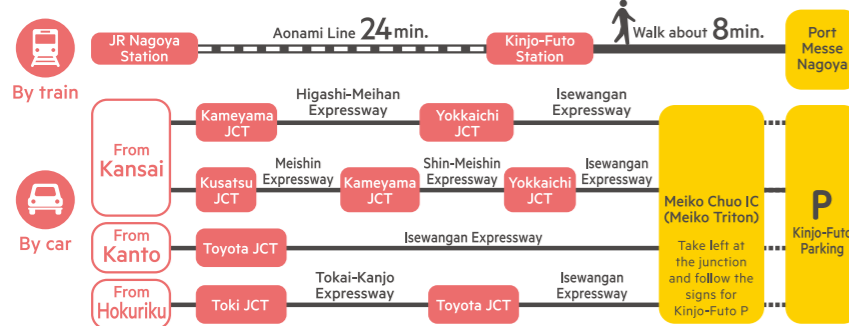 JR Nagoya
Station
Aonami Line 24min.
Kinjo-Futo
Station
Walk about 8min.
Port
Messe
Nagoya
By train
From
Kansai
Kameyama
JCT
Higashi-Meihan
Expressway
Yokkaichi
JCT
Isewangan
Expressway
Kusatsu
JCT
Meishin
Expressway
Kameyama
JCT
Shin-Meishin
Expressway
Yokkaichi
JCT
Isewangan
Expressway
By car
From
Kanto
Toyota JCT
Isewangan Expressway
From
Hokuriku
Toki JCT
Tokai-Kanjo
Expressway
Toyota JCT
Isewangan
Expressway
Meiko Chuo IC
(Meiko Triton)
Take left at
the junction
and follow the
signs for
Kinjo-Futo P
P
Kinjo-Futo
Parking